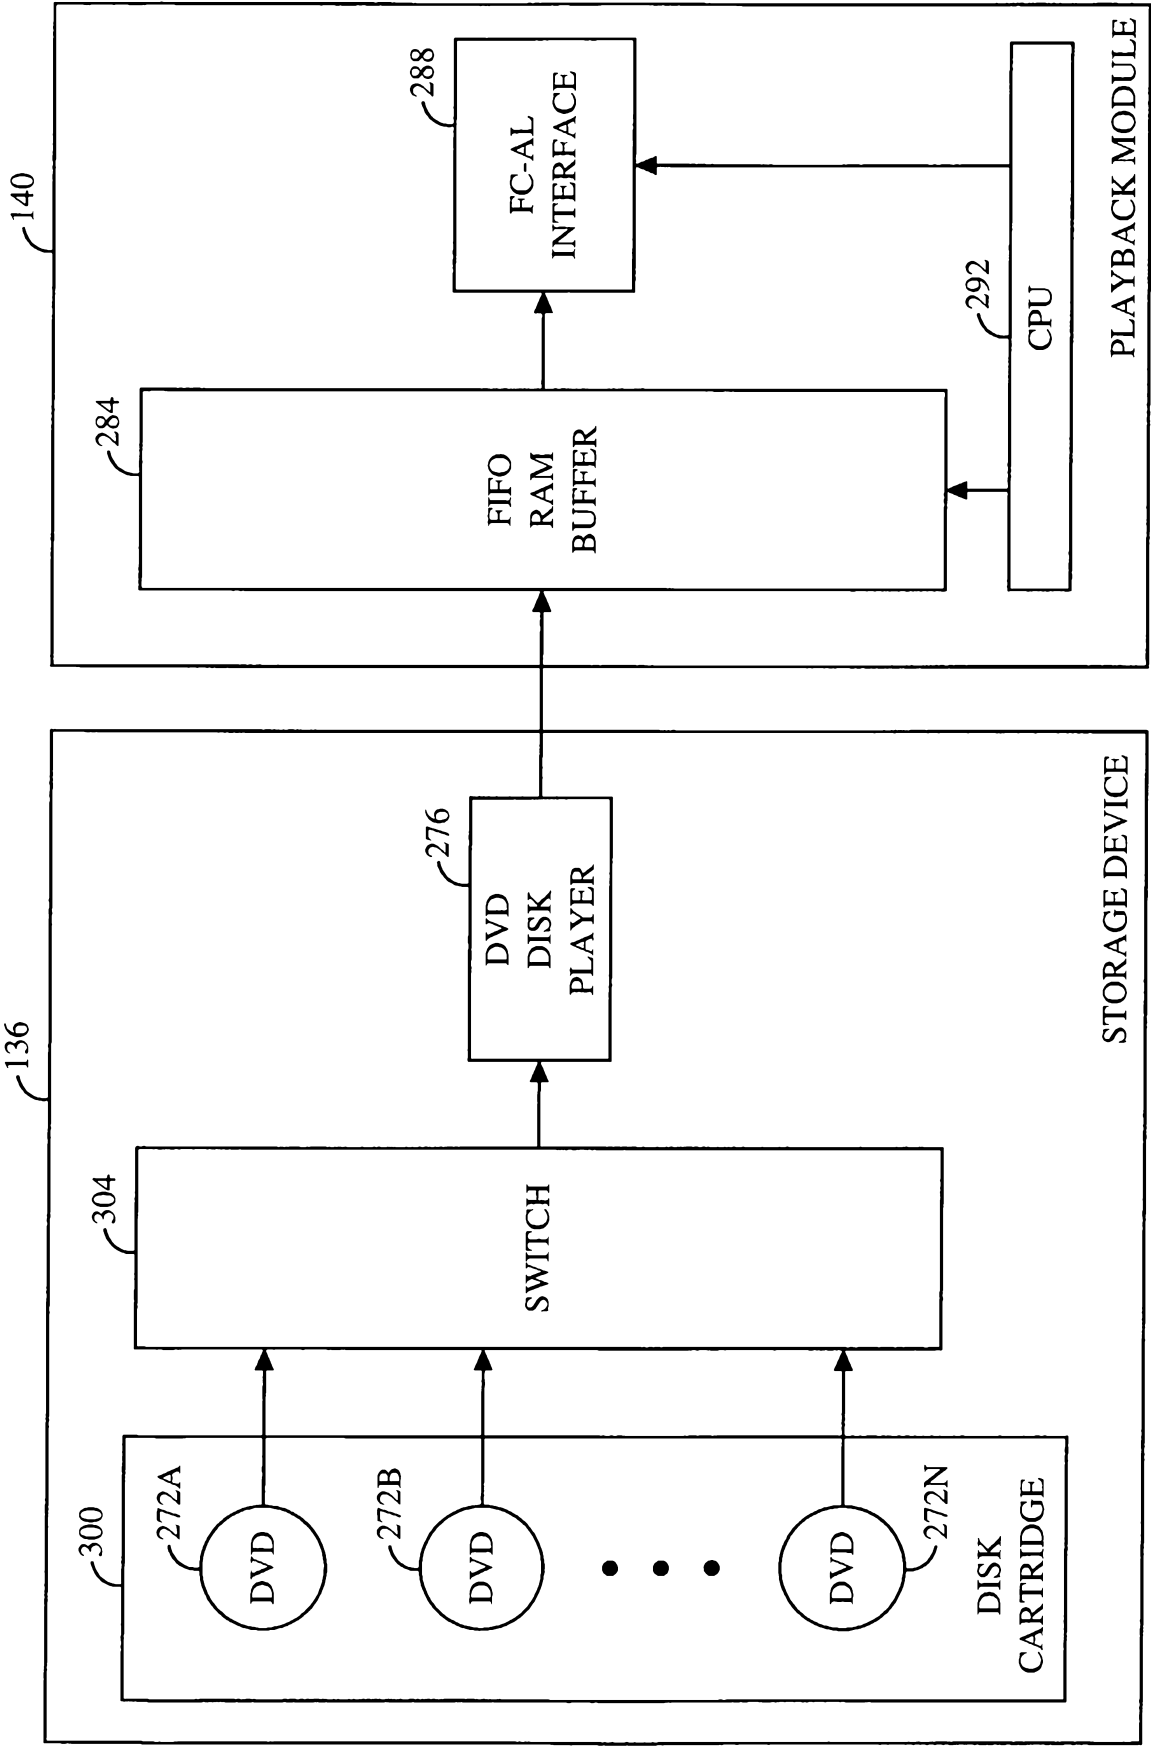 136
300
272A
DVD
272B
DVD
272N
DVD
DISK
CARTRIDGE
304
SWITCH
276
DVD
DISK
PLAYER
STORAGE DEVICE
140
284
FIFO
RAM
BUFFER
288
FC-AL
INTERFACE
292
CPU
PLAYBACK MODULE